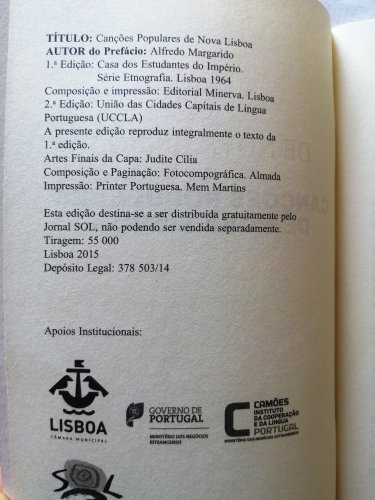 TÍTULO: Canções Populares de Nova Lisboa
AUTOR do Prefácio: Alfredo Margarido
1.ª Edição: Casa dos Estudantes do Império.
Série Etnografia. Lisboa 1964
Composição e impressão: Editorial Minerva. Lisboa
2.ª Edição: União das Cidades Capitais de Língua
Portuguesa (UCCLA)
A presente edição reproduz integralmente o texto da
1.ª edição.
Artes Finais da Capa: Judite Cília
Composição e Paginação: Fotocompográfica. Almada
Impressão: Printer Portuguesa. Mem Martins
Esta edição destina-se a ser distribuída gratuitamente pelo
Jornal SOL, não podendo ser vendida separadamente.
Tiragem: 55 000
Lisboa 2015
Depósito Legal: 378 503/14
Apoios Institucionais:
LISBOA
CÂMARA MUNICIPAL
GOVERNO DE
PORTUGAL
MINISTÉRIO DOS NEGÓCIOS
ESTRANGEIROS
CAMÕES
INSTITUTO
DA COOPERAÇÃO
E DA LÍNGUA
PORTUGAL
MINISTÉRIO DOS NEGÓCIOS ESTRANGEIROS
SOL